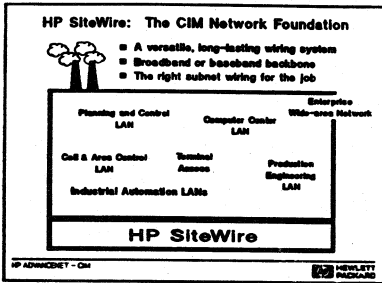 HP SiteWire: The CIM Network Foundation
A versatile, long-lasting wiring system
Broadband or baseband backbone
The right subnet wiring for the job
Enterprise
Wide-area Network
Planning and Control
LAN
Computer Center
LAN
Cell & Area Control
LAN
Terminal
Access
Production
Engineering
LAN
Industrial Automation LANs
HP SiteWire
HP ADVANCENET - CIM
hp HEWLETT
PACKARD